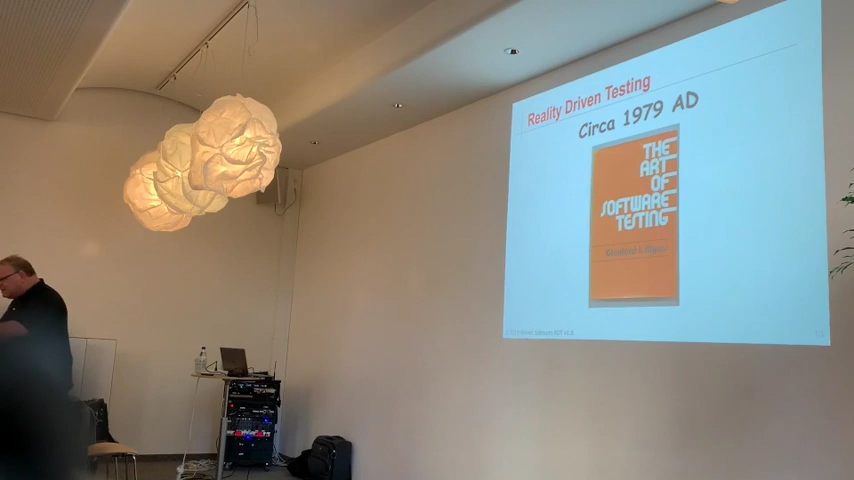 Reality Driven Testing
Circa 1979 AD
THE
ART
OF
SOFTWARE
TESTING